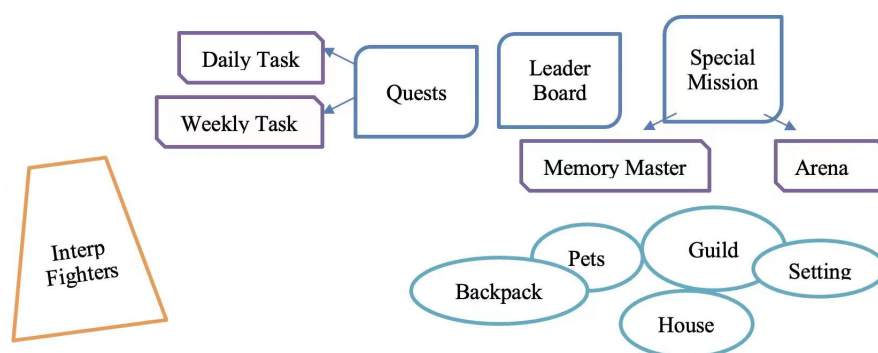 Daily Task
Weekly Task
Quests
Leader
Board
Special
Mission
Memory Master
Arena
Interp
Fighters
Pets
Guild
Setting
Backpack
House